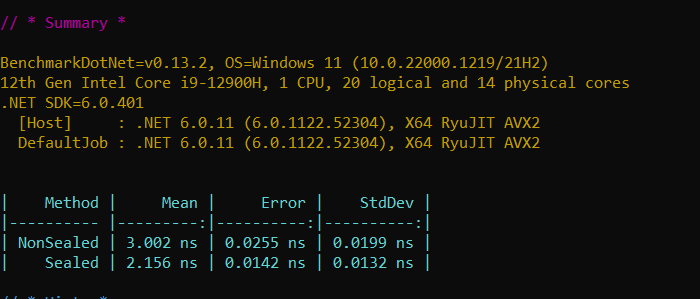 // * Summary *
BenchmarkDotNet=v0.13.2, OS=Windows 11 (10.0.22000.1219/21H2)
12th Gen Intel Core i9-12900H, 1 CPU, 20 logical and 14 physical cores
.NET SDK=6.0.401
  [Host]     : .NET 6.0.11 (6.0.1122.52304), X64 RyuJIT AVX2
  DefaultJob : .NET 6.0.11 (6.0.1122.52304), X64 RyuJIT AVX2
|    Method |     Mean |     Error |    StdDev |
|---------- |---------:|----------:|----------:|
| NonSealed | 3.002 ns | 0.0255 ns | 0.0199 ns |
|    Sealed | 2.156 ns | 0.0142 ns | 0.0132 ns |